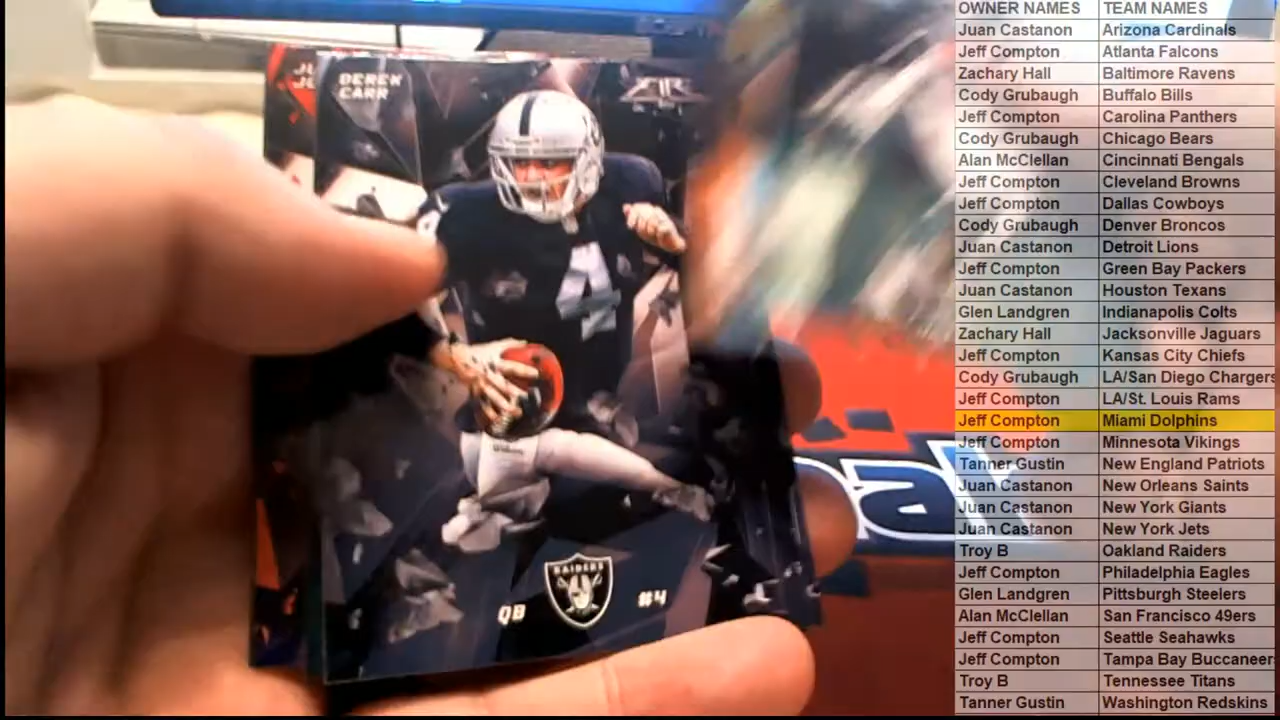 DEREK
CARR
FIRE
4
Wilson
RAIDERS
QB
#4
OWNER NAMES TEAM NAMES
Juan Castanon Arizona Cardinals
Jeff Compton Atlanta Falcons
Zachary Hall Baltimore Ravens
Cody Grubaugh Buffalo Bills
Jeff Compton Carolina Panthers
Cody Grubaugh Chicago Bears
Alan McClellan Cincinnati Bengals
Jeff Compton Cleveland Browns
Jeff Compton Dallas Cowboys
Cody Grubaugh Denver Broncos
Juan Castanon Detroit Lions
Jeff Compton Green Bay Packers
Juan Castanon Houston Texans
Glen Landgren Indianapolis Colts
Zachary Hall Jacksonville Jaguars
Jeff Compton Kansas City Chiefs
Cody Grubaugh LA/San Diego Chargers
Jeff Compton LA/St. Louis Rams
Jeff Compton Miami Dolphins
Jeff Compton Minnesota Vikings
Tanner Gustin New England Patriots
Juan Castanon New Orleans Saints
Juan Castanon New York Giants
Juan Castanon New York Jets
Troy B Oakland Raiders
Jeff Compton Philadelphia Eagles
Glen Landgren Pittsburgh Steelers
Alan McClellan San Francisco 49ers
Jeff Compton Seattle Seahawks
Jeff Compton Tampa Bay Buccaneer
Troy B Tennessee Titans
Tanner Gustin Washington Redskins